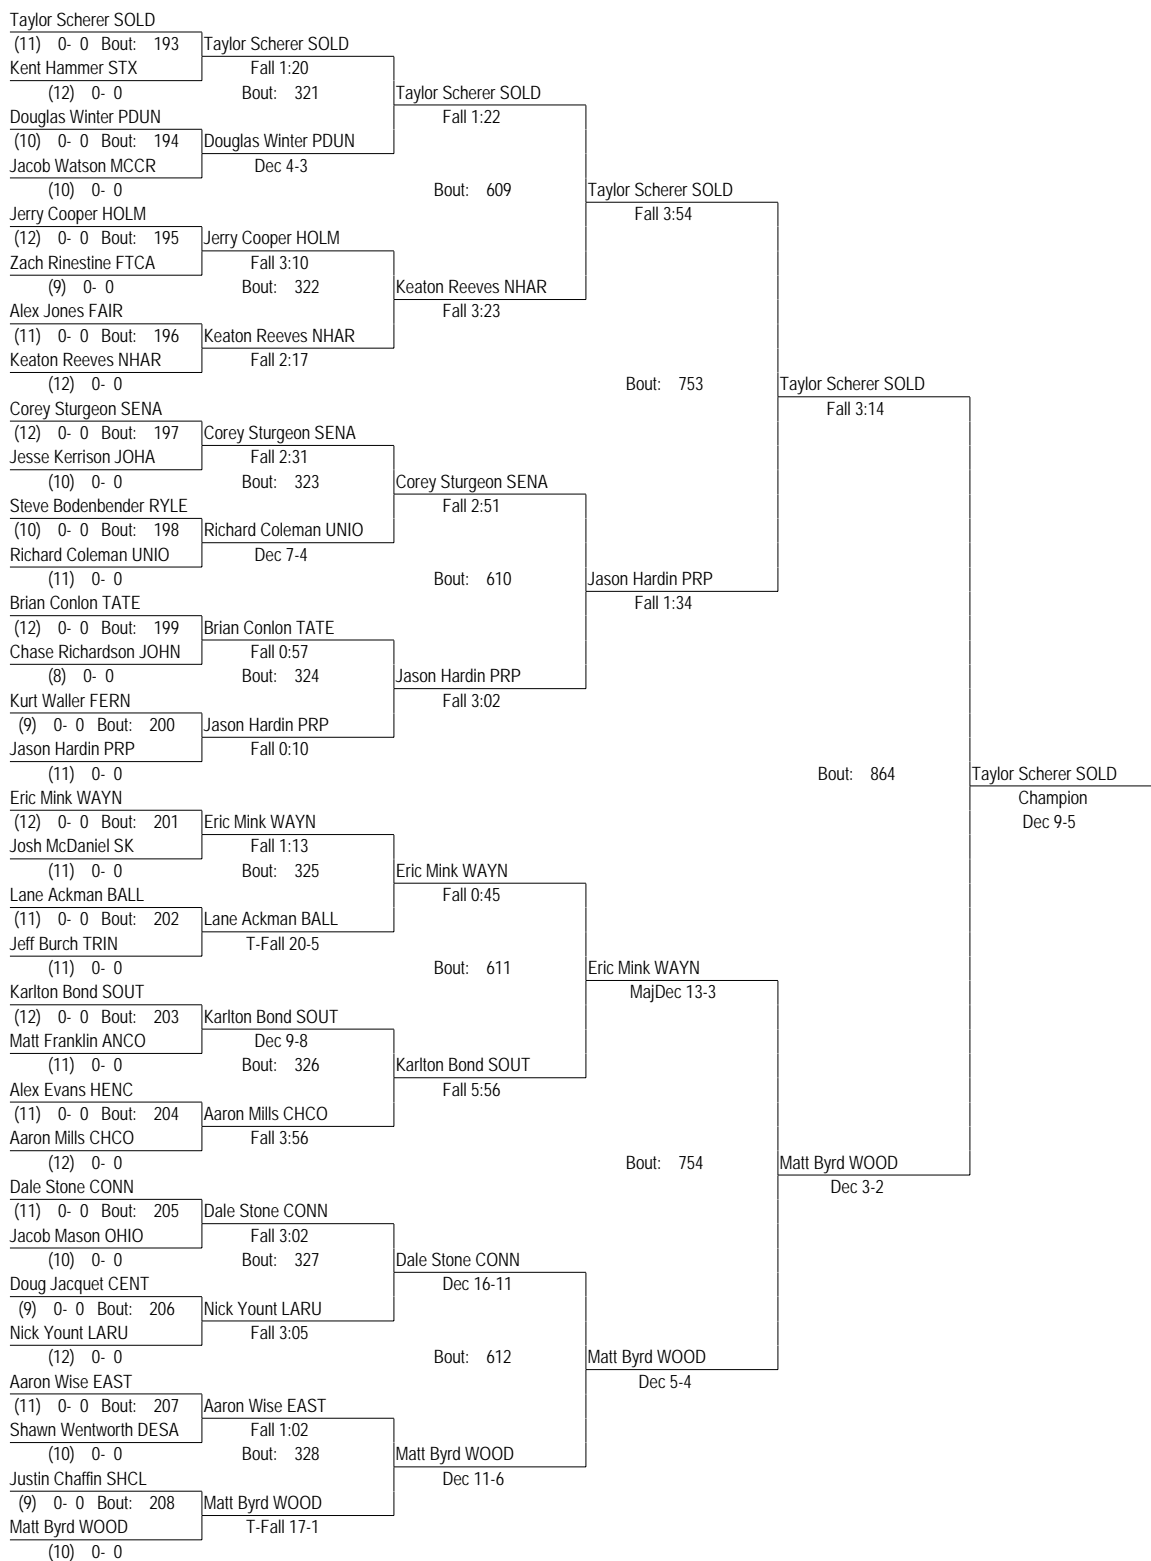 Taylor Scherer SOLD
(11) 0- 0 Bout: 193 Taylor Scherer SOLD
Kent Hammer STX Fall 1:20
(12) 0- 0 Bout: 321 Taylor Scherer SOLD
Douglas Winter PDUN Fall 1:22
(10) 0- 0 Bout: 194 Douglas Winter PDUN
Jacob Watson MCCR Dec 4-3
(10) 0- 0 Bout: 609 Taylor Scherer SOLD
Jerry Cooper HOLM Fall 3:54
(12) 0- 0 Bout: 195 Jerry Cooper HOLM
Zach Rinestine FTCA Fall 3:10
(9) 0- 0 Bout: 322 Keaton Reeves NHAR
Alex Jones FAIR Fall 3:23
(11) 0- 0 Bout: 196 Keaton Reeves NHAR
Keaton Reeves NHAR Fall 2:17
(12) 0- 0 Bout: 753 Taylor Scherer SOLD
Corey Sturgeon SENA Fall 3:14
(12) 0- 0 Bout: 197 Corey Sturgeon SENA
Jesse Kerrison JOHA Fall 2:31
(10) 0- 0 Bout: 323 Corey Sturgeon SENA
Steve Bodenbender RYLE Fall 2:51
(10) 0- 0 Bout: 198 Richard Coleman UNIO
Richard Coleman UNIO Dec 7-4
(11) 0- 0 Bout: 610 Jason Hardin PRP
Brian Conlon TATE Fall 1:34
(12) 0- 0 Bout: 199 Brian Conlon TATE
Chase Richardson JOHN Fall 0:57
(8) 0- 0 Bout: 324 Jason Hardin PRP
Kurt Waller FERN Fall 3:02
(9) 0- 0 Bout: 200 Jason Hardin PRP
Jason Hardin PRP Fall 0:10
(11) 0- 0 Bout: 864 Taylor Scherer SOLD
Eric Mink WAYN Champion
(12) 0- 0 Bout: 201 Eric Mink WAYN Dec 9-5
Josh McDaniel SK Fall 1:13
(11) 0- 0 Bout: 325 Eric Mink WAYN
Lane Ackman BALL Fall 0:45
(11) 0- 0 Bout: 202 Lane Ackman BALL
Jeff Burch TRIN T-Fall 20-5
(11) 0- 0 Bout: 611 Eric Mink WAYN
Karlton Bond SOUT MajDec 13-3
(12) 0- 0 Bout: 203 Karlton Bond SOUT
Matt Franklin ANCO Dec 9-8
(11) 0- 0 Bout: 326 Karlton Bond SOUT
Alex Evans HENC Fall 5:56
(11) 0- 0 Bout: 204 Aaron Mills CHCO
Aaron Mills CHCO Fall 3:56
(12) 0- 0 Bout: 754 Matt Byrd WOOD
Dale Stone CONN Dec 3-2
(11) 0- 0 Bout: 205 Dale Stone CONN
Jacob Mason OHIO Fall 3:02
(10) 0- 0 Bout: 327 Dale Stone CONN
Doug Jacquet CENT Dec 16-11
(9) 0- 0 Bout: 206 Nick Yount LARU
Nick Yount LARU Fall 3:05
(12) 0- 0 Bout: 612 Matt Byrd WOOD
Aaron Wise EAST Dec 5-4
(11) 0- 0 Bout: 207 Aaron Wise EAST
Shawn Wentworth DESA Fall 1:02
(10) 0- 0 Bout: 328 Matt Byrd WOOD
Justin Chaffin SHCL Dec 11-6
(9) 0- 0 Bout: 208 Matt Byrd WOOD
Matt Byrd WOOD T-Fall 17-1
(10) 0- 0